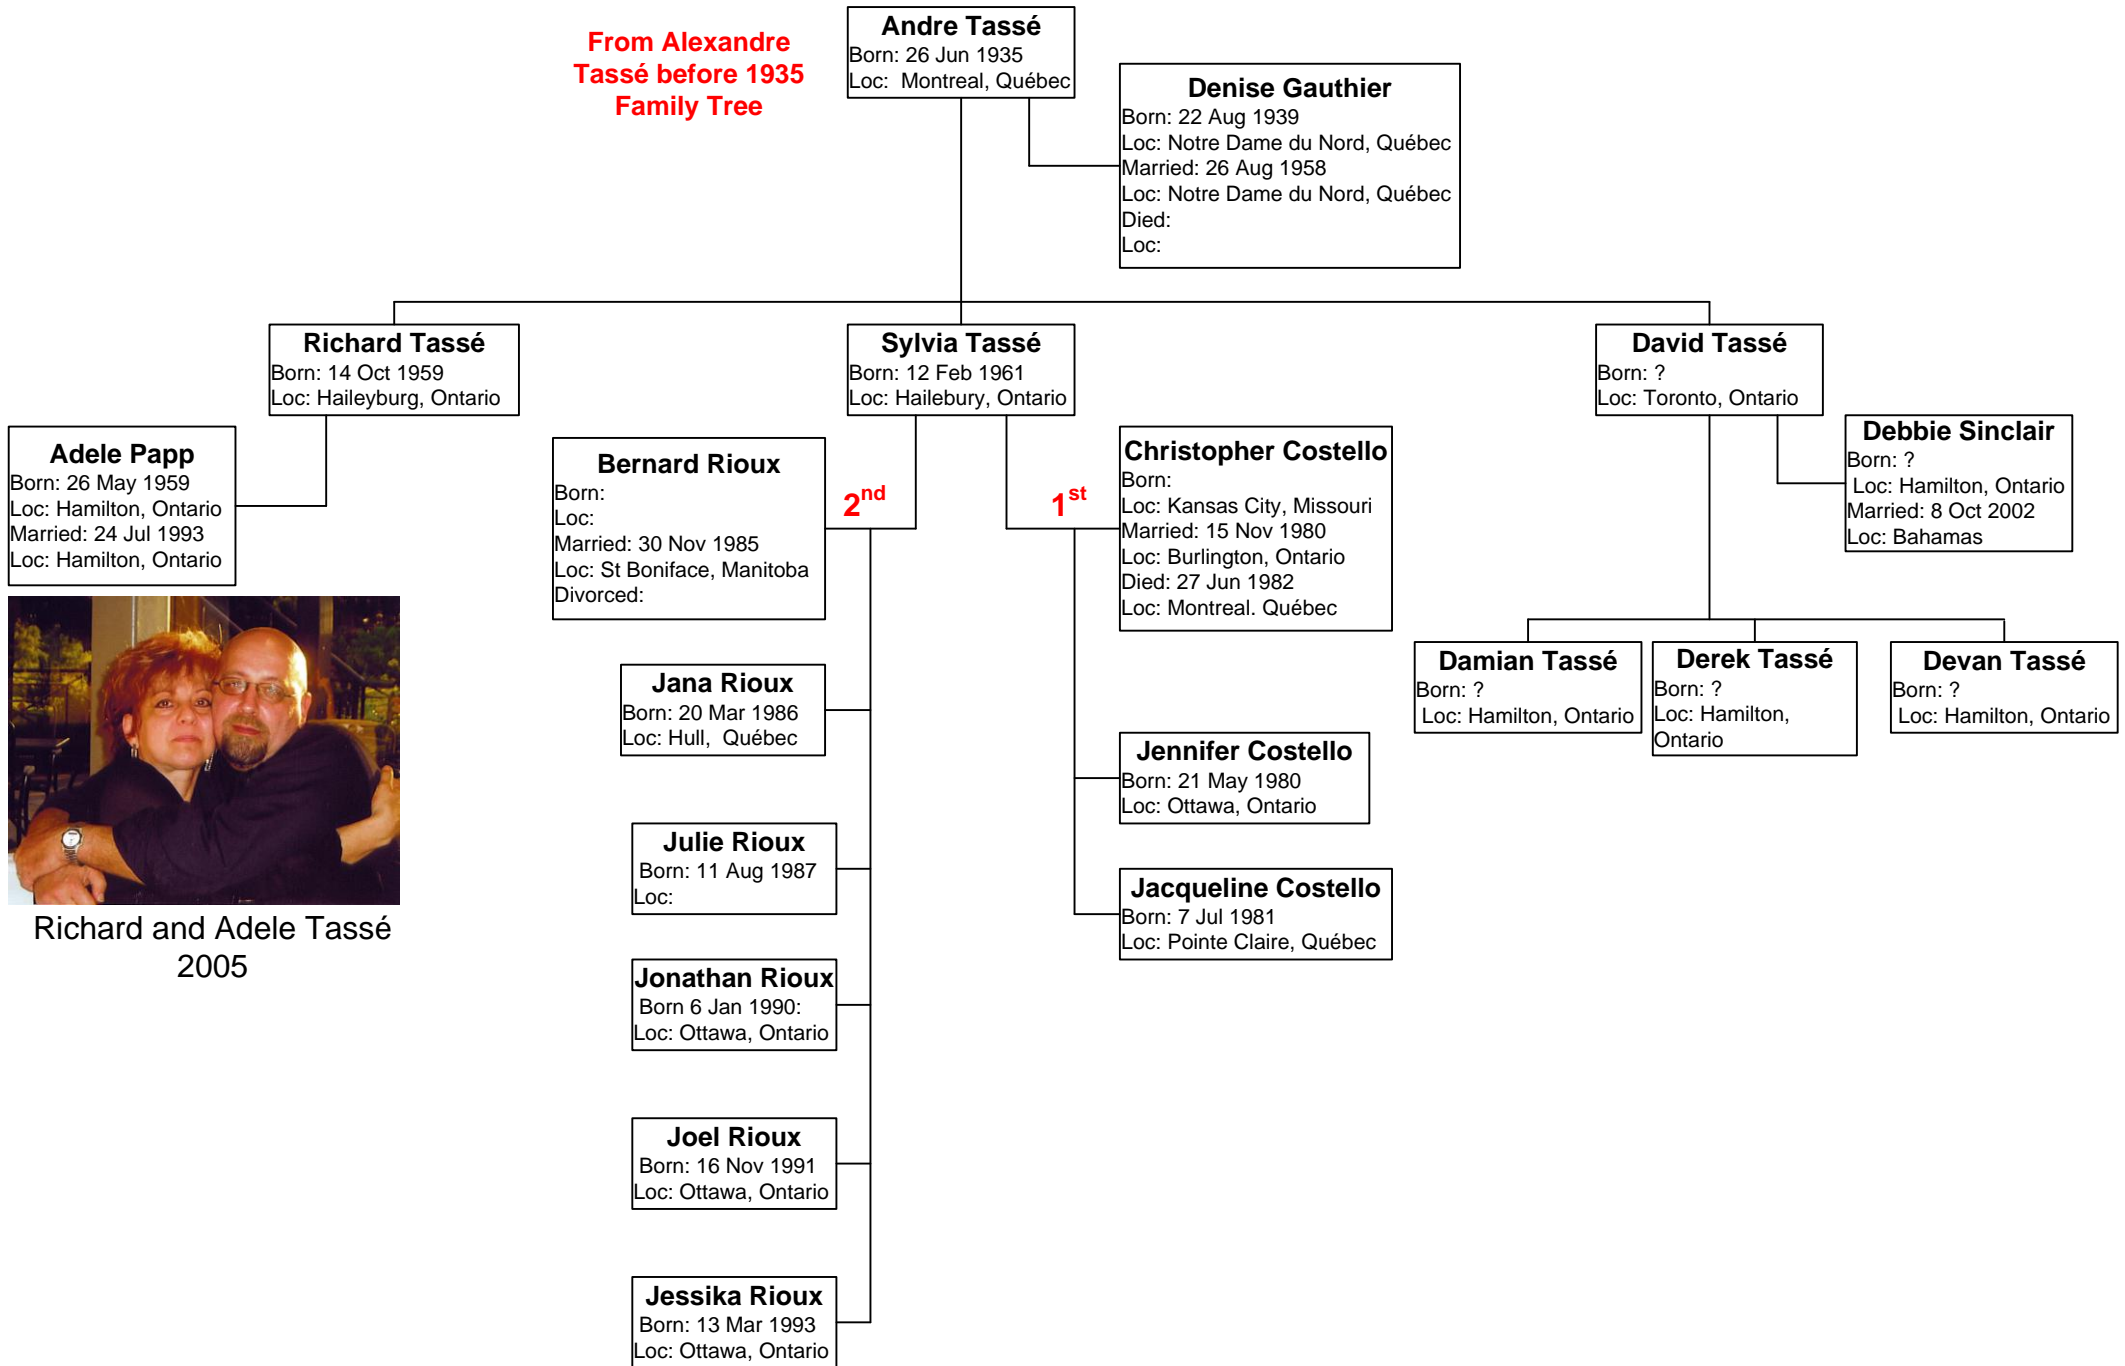 From Alexandre
Tassé before 1935
Family Tree
Andre Tassé
Born: 26 Jun 1935
Loc:  Montreal, Québec
Denise Gauthier
Born: 22 Aug 1939
Loc: Notre Dame du Nord, Québec
Married: 26 Aug 1958
Loc: Notre Dame du Nord, Québec
Died:
Loc:
Richard Tassé
Born: 14 Oct 1959
Loc: Haileyburg, Ontario
Adele Papp
Born: 26 May 1959
Loc: Hamilton, Ontario
Married: 24 Jul 1993
Loc: Hamilton, Ontario
Richard and Adele Tassé
2005
Sylvia Tassé
Born: 12 Feb 1961
Loc: Hailebury, Ontario
Bernard Rioux
Born:
Loc:
Married: 30 Nov 1985
Loc: St Boniface, Manitoba
Divorced:
2nd
1st
Christopher Costello
Born:
Loc: Kansas City, Missouri
Married: 15 Nov 1980
Loc: Burlington, Ontario
Died: 27 Jun 1982
Loc: Montreal. Québec
Jana Rioux
Born: 20 Mar 1986
Loc: Hull,  Québec
Julie Rioux
Born: 11 Aug 1987
Loc:
Jonathan Rioux
Born 6 Jan 1990:
Loc: Ottawa, Ontario
Joel Rioux
Born: 16 Nov 1991
Loc: Ottawa, Ontario
Jessika Rioux
Born: 13 Mar 1993
Loc: Ottawa, Ontario
Jennifer Costello
Born: 21 May 1980
Loc: Ottawa, Ontario
Jacqueline Costello
Born: 7 Jul 1981
Loc: Pointe Claire, Québec
David Tassé
Born: ?
Loc: Toronto, Ontario
Debbie Sinclair
Born: ?
Loc: Hamilton, Ontario
Married: 8 Oct 2002
Loc: Bahamas
Damian Tassé
Born: ?
Loc: Hamilton, Ontario
Derek Tassé
Born: ?
Loc: Hamilton,
Ontario
Devan Tassé
Born: ?
Loc: Hamilton, Ontario